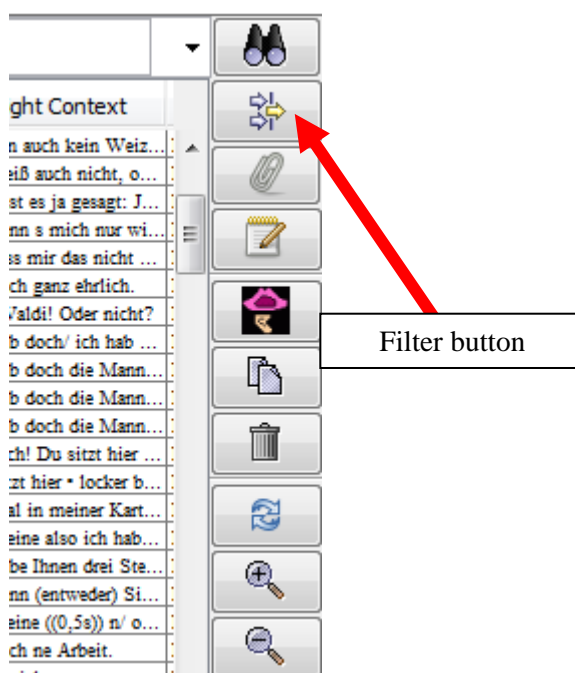 ght Context
n auch kein Weiz...
eiß auch nicht, o...
st es ja gesagt: J...
nn s mich nur wi...
ss mir das nicht ...
ch ganz ehrlich.
Valdi! Oder nicht?
b doch/ ich hab ...
b doch die Mann...
b doch die Mann...
b doch die Mann...
ch! Du sitzt hier ...
zt hier • locker b...
al in meiner Kart...
eine also ich hab...
be Ihnen drei Ste...
nn (entweder) Si...
eine ((0,5s)) n/ o...
ch ne Arbeit.
Filter button